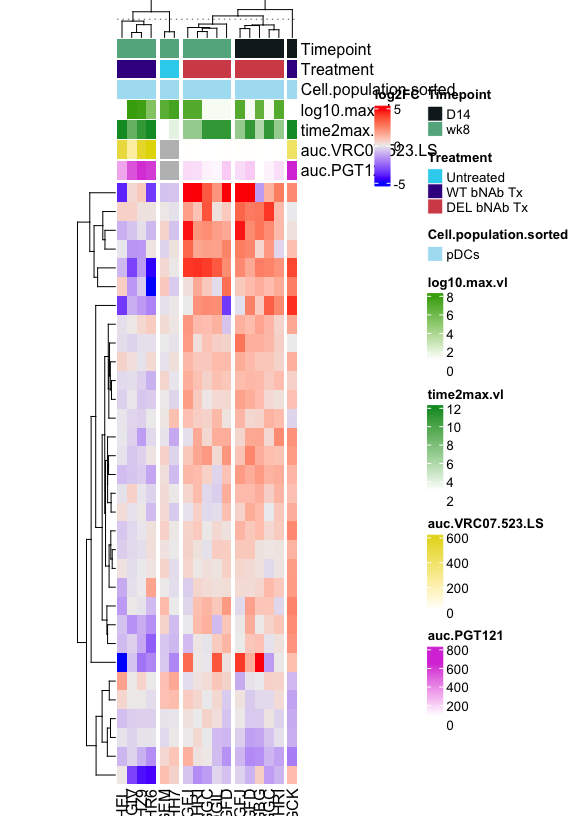 Timepoint
Treatment
Cell.population.sorted
log10.max.vl
time2max.
auc.VRC07.523.LS
auc.PGT12
log2FC
5
0
-5
Timepoint
D14
wk8
Treatment
Untreated
WT bNAb Tx
DEL bNAb Tx
Cell.population.sorted
pDCs
log10.max.vl
8
6
4
2
0
time2max.vl
12
10
8
6
4
2
auc.VRC07.523.LS
600
400
200
0
auc.PGT121
800
600
400
200
0